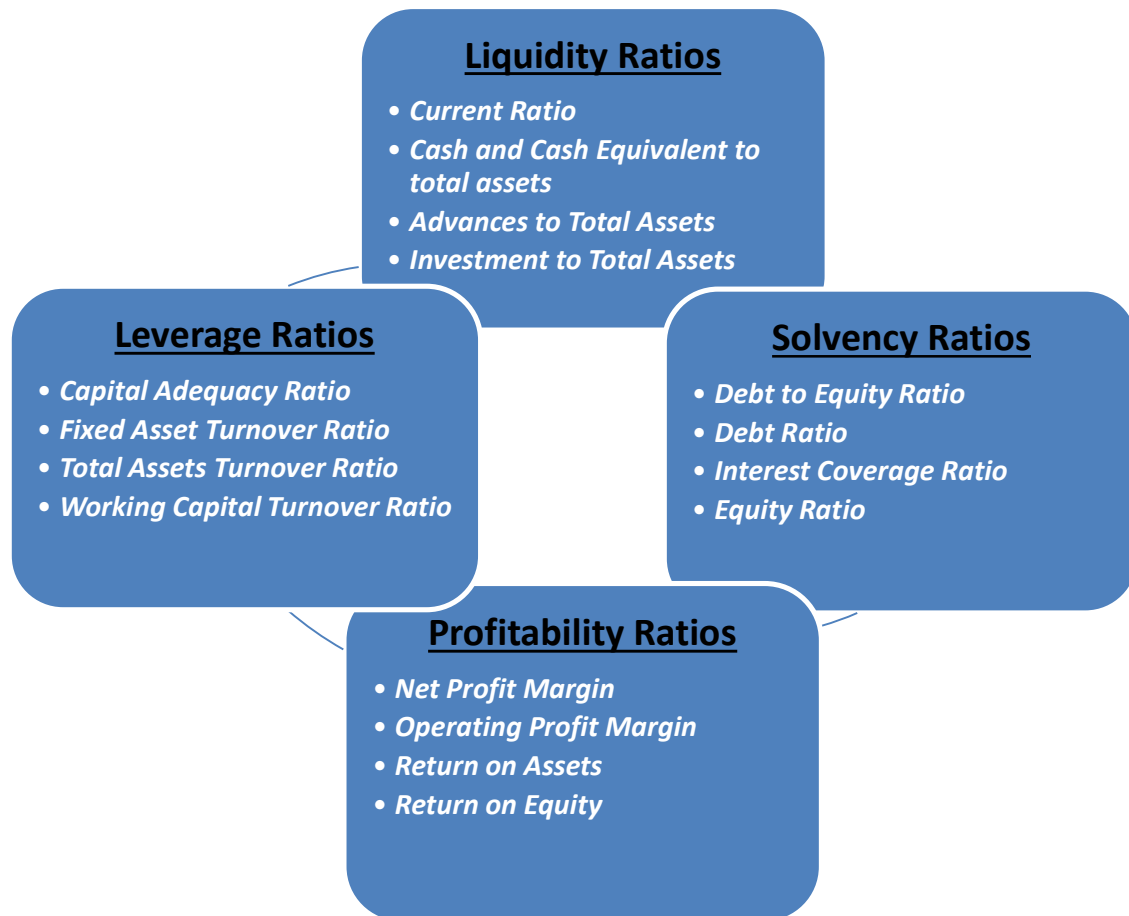 Liquidity Ratios
• Current Ratio
• Cash and Cash Equivalent to
total assets
• Advances to Total Assets
• Investment to Total Assets
Leverage Ratios
• Capital Adequacy Ratio
• Fixed Asset Turnover Ratio
• Total Assets Turnover Ratio
• Working Capital Turnover Ratio
Solvency Ratios
• Debt to Equity Ratio
• Debt Ratio
• Interest Coverage Ratio
• Equity Ratio
Profitability Ratios
• Net Profit Margin
• Operating Profit Margin
• Return on Assets
• Return on Equity